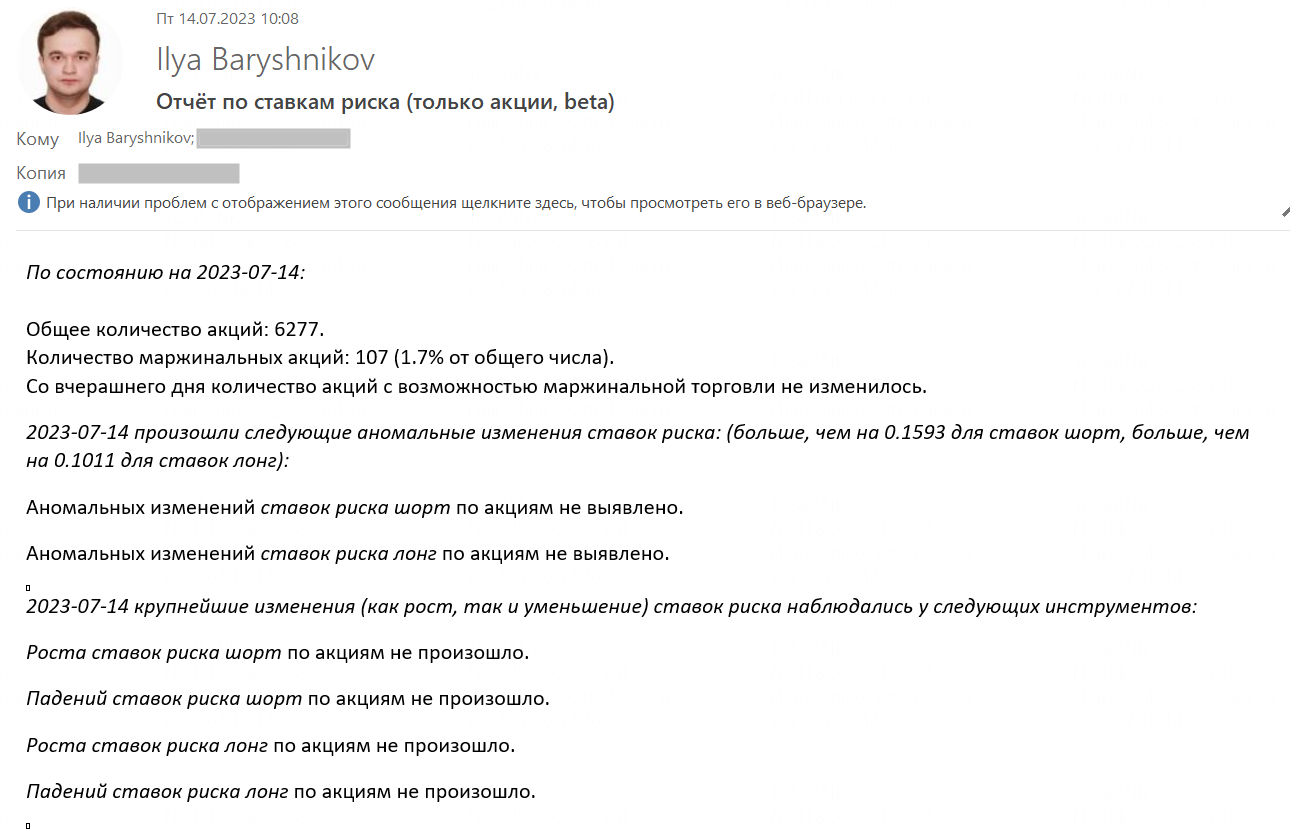 Пт 14.07.2023 10:08
Ilya Baryshnikov
Отчёт по ставкам риска (только акции, beta)
Кому Ilya Baryshnikov;
Копия
i При наличии проблем с отображением этого сообщения щелкните здесь, чтобы просмотреть его в веб-браузере.
По состоянию на 2023-07-14:
Общее количество акций: 6277.
Количество маржинальных акций: 107 (1.7% от общего числа).
Со вчерашнего дня количество акций с возможностью маржинальной торговли не изменилось.
2023-07-14 произошли следующие аномальные изменения ставок риска: (больше, чем на 0.1593 для ставок шорт, больше, чем
на 0.1011 для ставок лонг):
Аномальных изменений ставок риска шорт по акциям не выявлено.
Аномальных изменений ставок риска лонг по акциям не выявлено.
2023-07-14 крупнейшие изменения (как рост, так и уменьшение) ставок риска наблюдались у следующих инструментов:
Роста ставок риска шорт по акциям не произошло.
Падений ставок риска шорт по акциям не произошло.
Роста ставок риска лонг по акциям не произошло.
Падений ставок риска лонг по акциям не произошло.